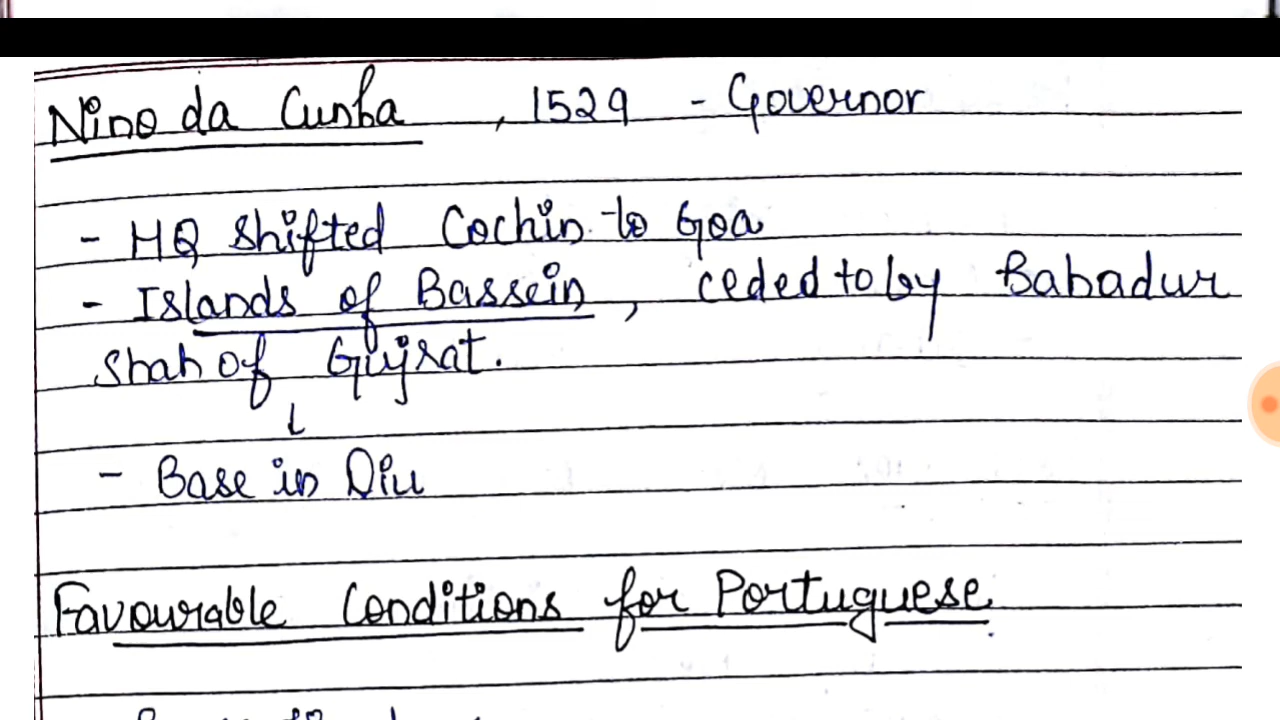 Nino da Cunha , 1529 - Governor
- HQ shifted Cochin to Goa
- Islands of Bassein , ceded to by Bahadur
Shah of Gujrat.
↓
- Base in Diu
Favourable Conditions for Portuguese